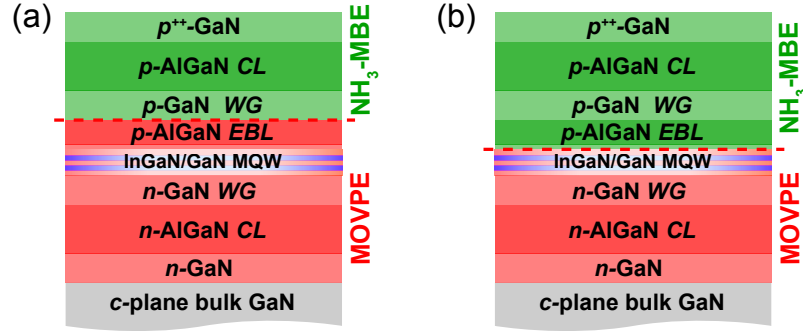 (a)
p⁺⁺-GaN
p-AlGaN CL
p-GaN WG
p-AlGaN EBL
InGaN/GaN MQW
n-GaN WG
n-AlGaN CL
n-GaN
c-plane bulk GaN
NH₃-MBE
MOVPE
(b)
p⁺⁺-GaN
p-AlGaN CL
p-GaN WG
p-AlGaN EBL
InGaN/GaN MQW
n-GaN WG
n-AlGaN CL
n-GaN
c-plane bulk GaN
NH₃-MBE
MOVPE